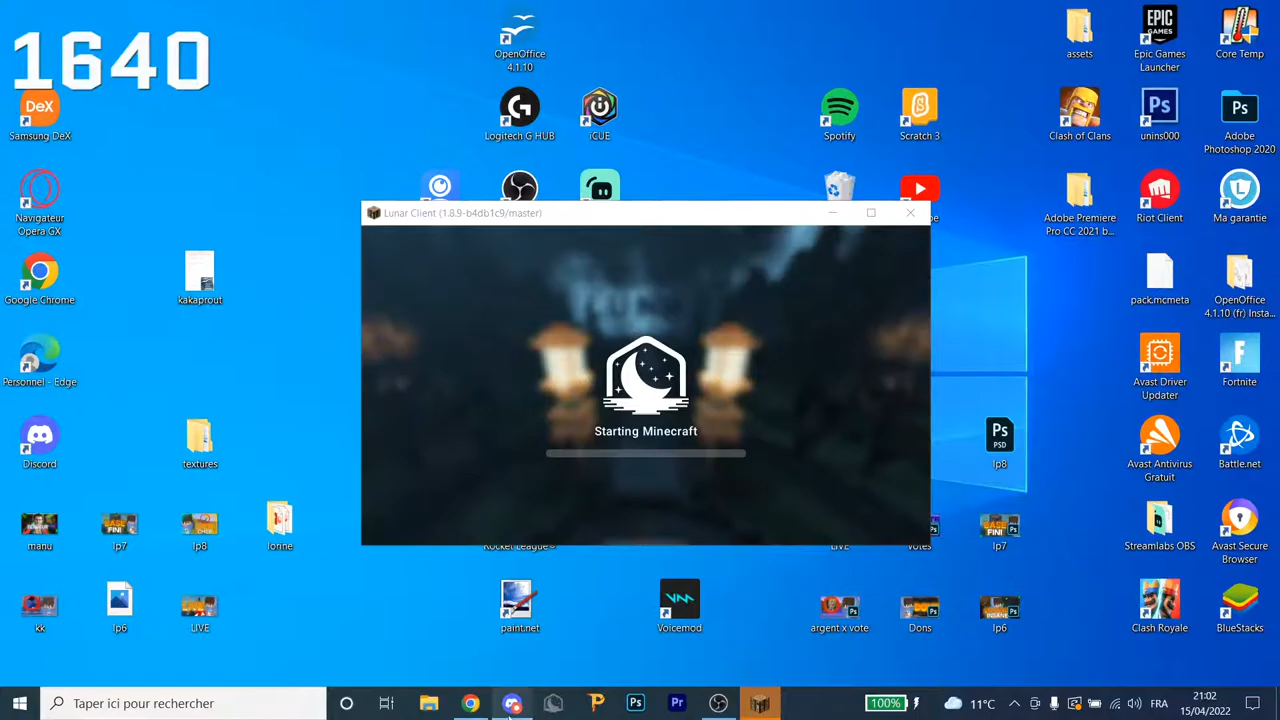 1640
OpenOffice
4.1.10
assets
EPIC
GAMES
Epic Games
Launcher
Core Temp
DeX
Samsung DeX
Logitech G HUB
iCUE
Spotify
Scratch 3
Clash of Clans
Ps
unins000
Ps
Adobe
Photoshop 2020
Navigateur
Opera GX
Adobe Premiere
Pro CC 2021 b...
Riot Client
Ma garantie
Lunar Client (1.8.9-b4db1c9/master)
Google Chrome
kakaprout
pack.mcmeta
OpenOffice
4.1.10 (fr) Insta...
Starting Minecraft
Personnel - Edge
Avast Driver
Updater
Fortnite
Discord
textures
Ps
PSD
lp8
Avast Antivirus
Gratuit
Battle.net
manu
lp7
lp8
lorine
Rocket League®
LIVE
Votes
lp7
Streamlabs OBS
Avast Secure
Browser
kk
lp6
LIVE
paint.net
Voicemod
argent x vote
Dons
lp6
Clash Royale
BlueStacks
Taper ici pour rechercher
Ps
Pr
100%
11°C
FR
21:02
15/04/2022